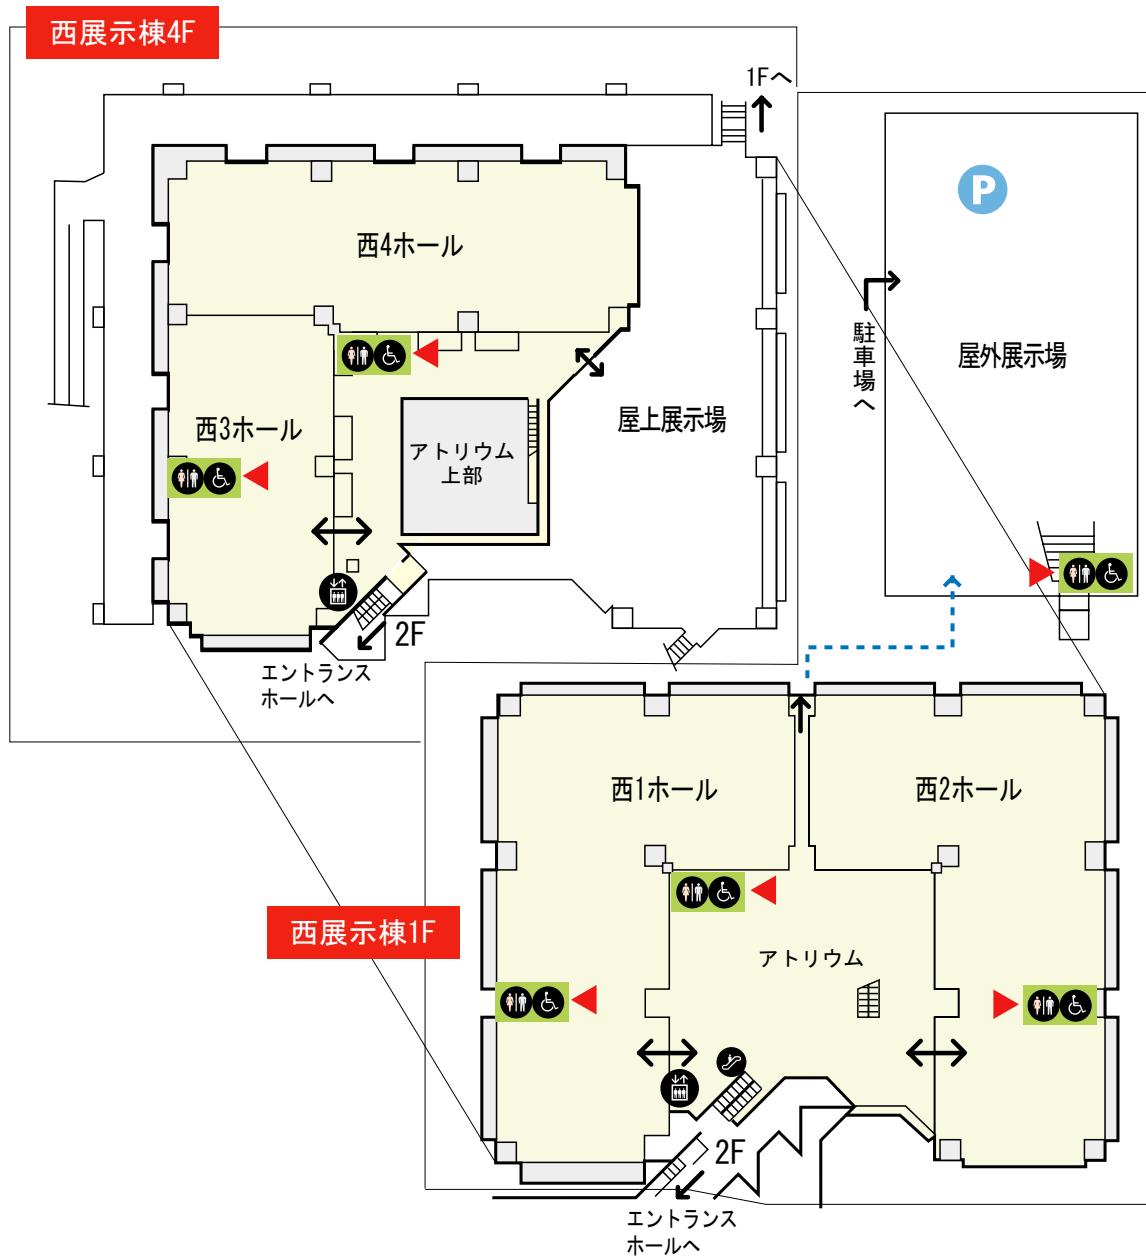 西展示棟4F
1Fへ
P
西4ホール
駐車場へ
屋外展示場
西3ホール
屋上展示場
アトリウム
上部
2F
エントランス
ホールへ
西1ホール
西2ホール
西展示棟1F
アトリウム
2F
エントランス
ホールへ